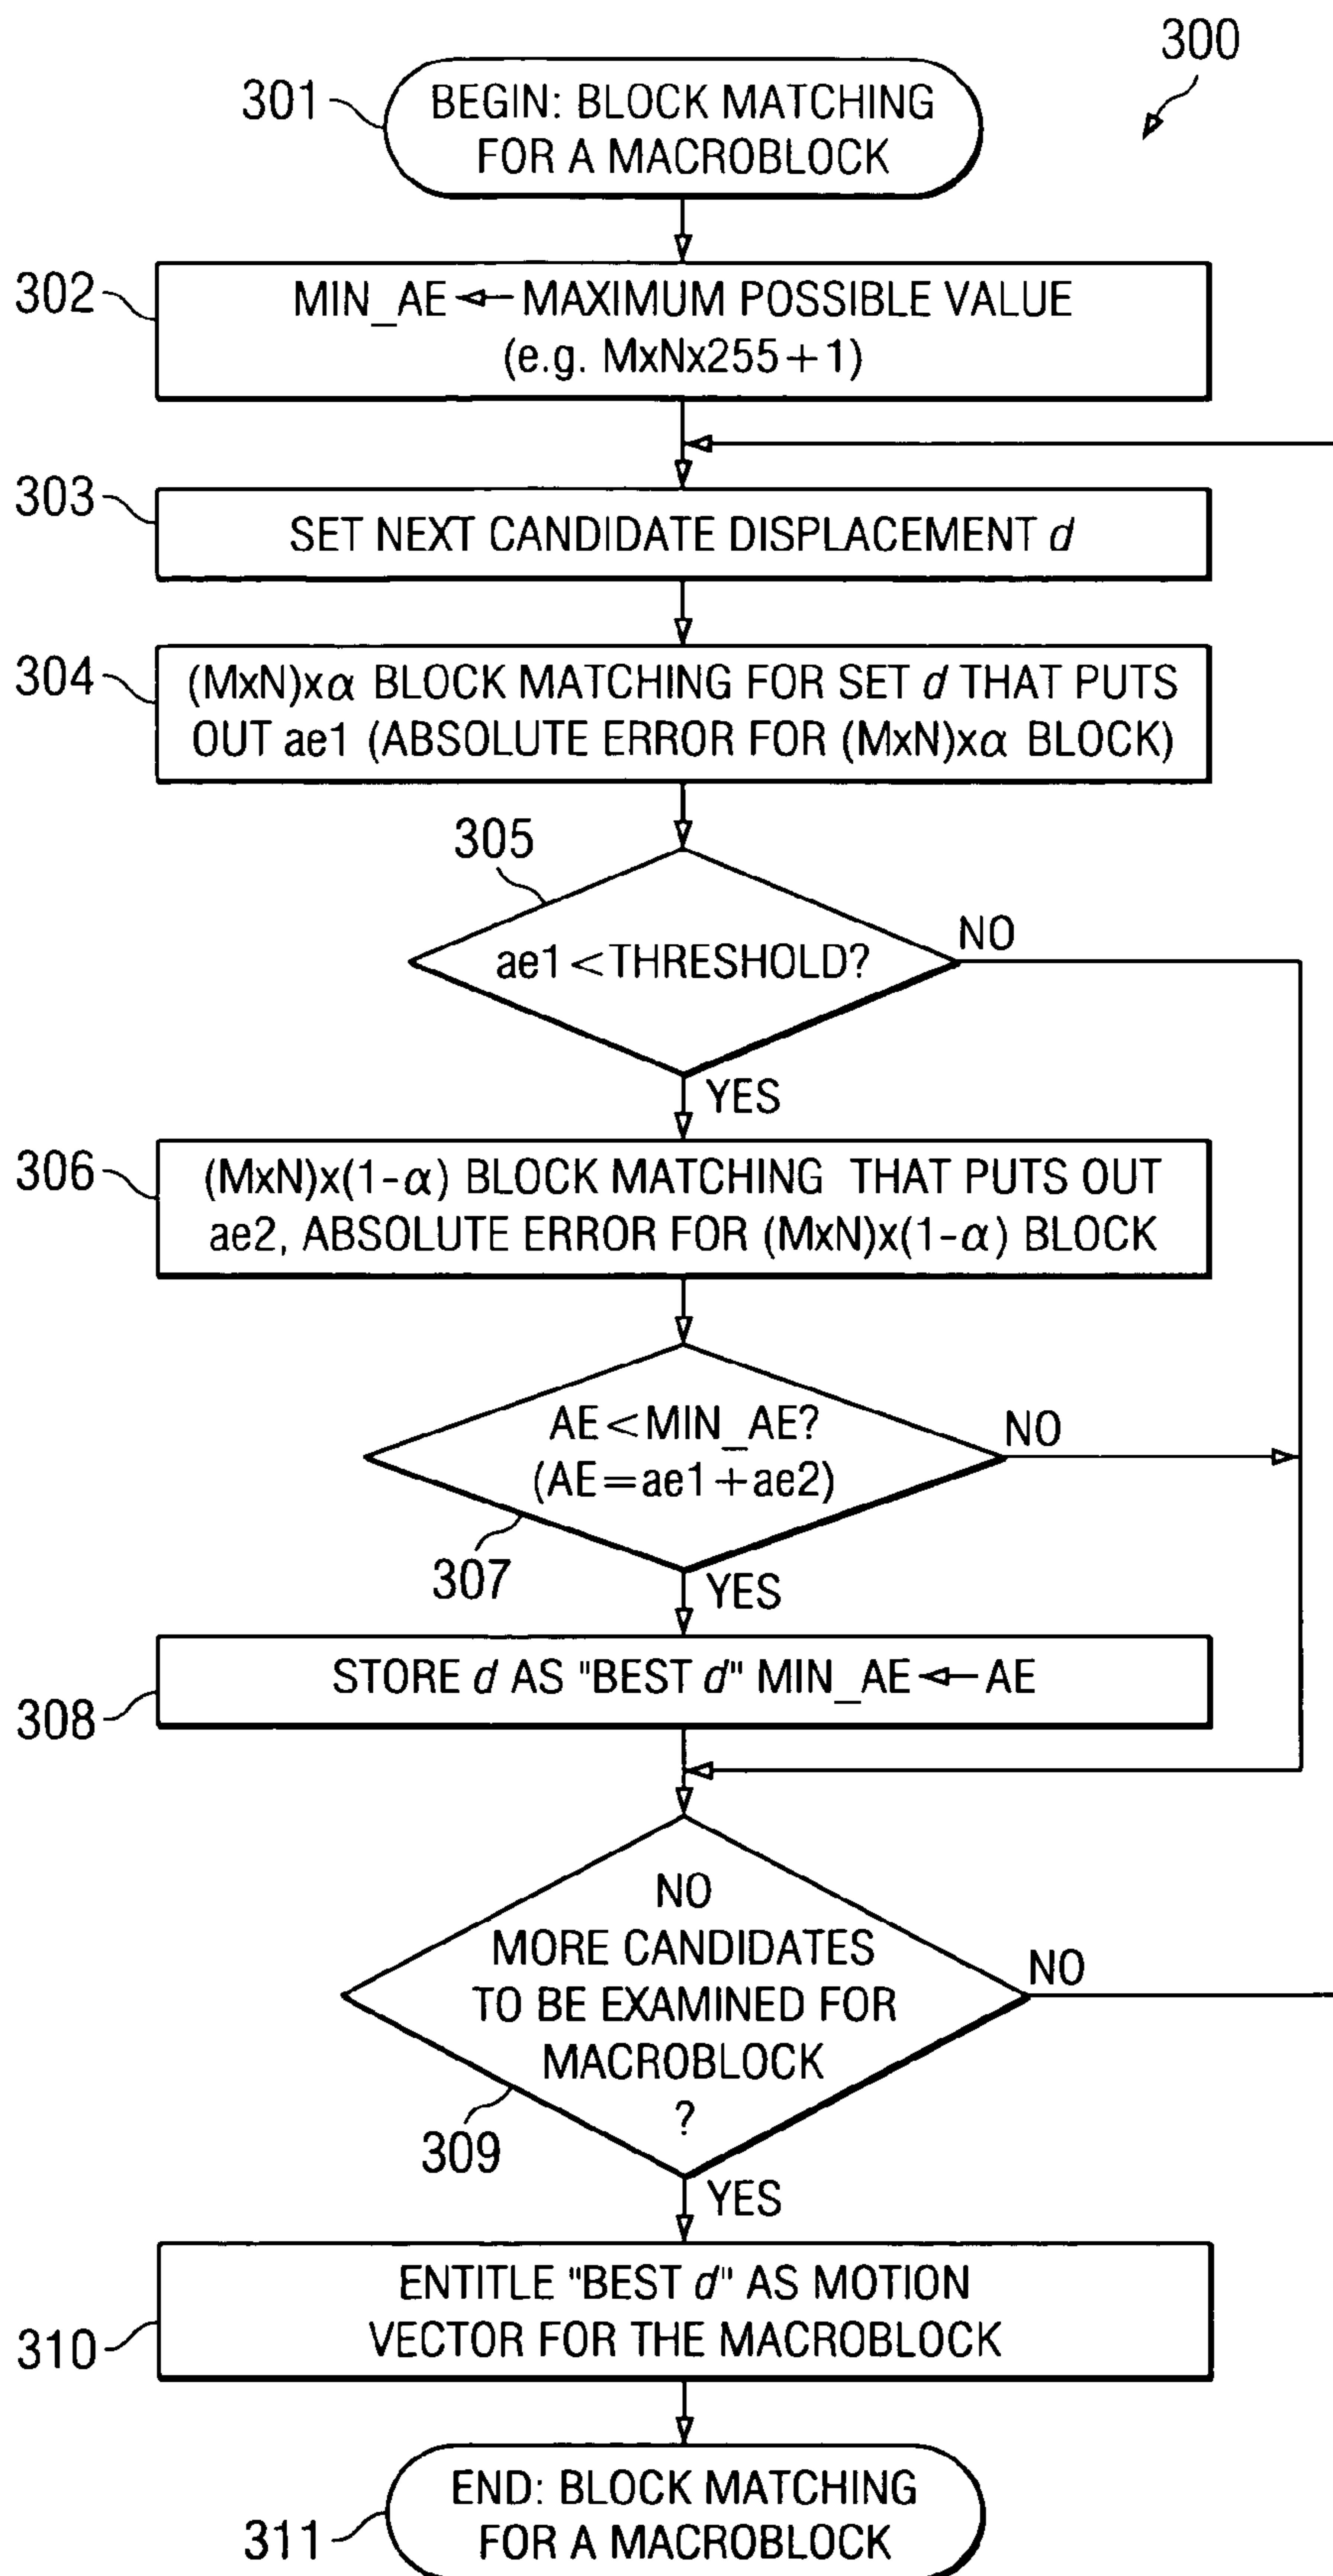 300
301
BEGIN: BLOCK MATCHING
FOR A MACROBLOCK
302
MIN_AE ← MAXIMUM POSSIBLE VALUE
(e.g. MxNx255+1)
303
SET NEXT CANDIDATE DISPLACEMENT d
304
(MxN)xα BLOCK MATCHING FOR SET d THAT PUTS
OUT ae1 (ABSOLUTE ERROR FOR (MxN)xα BLOCK)
305
ae1<THRESHOLD?
NO
YES
306
(MxN)x(1-α) BLOCK MATCHING THAT PUTS OUT
ae2, ABSOLUTE ERROR FOR (MxN)x(1-α) BLOCK
AE<MIN_AE?
(AE=ae1+ae2)
NO
307
YES
308
STORE d AS "BEST d" MIN_AE ← AE
NO
MORE CANDIDATES
TO BE EXAMINED FOR
MACROBLOCK
?
NO
309
YES
310
ENTITLE "BEST d" AS MOTION
VECTOR FOR THE MACROBLOCK
311
END: BLOCK MATCHING
FOR A MACROBLOCK